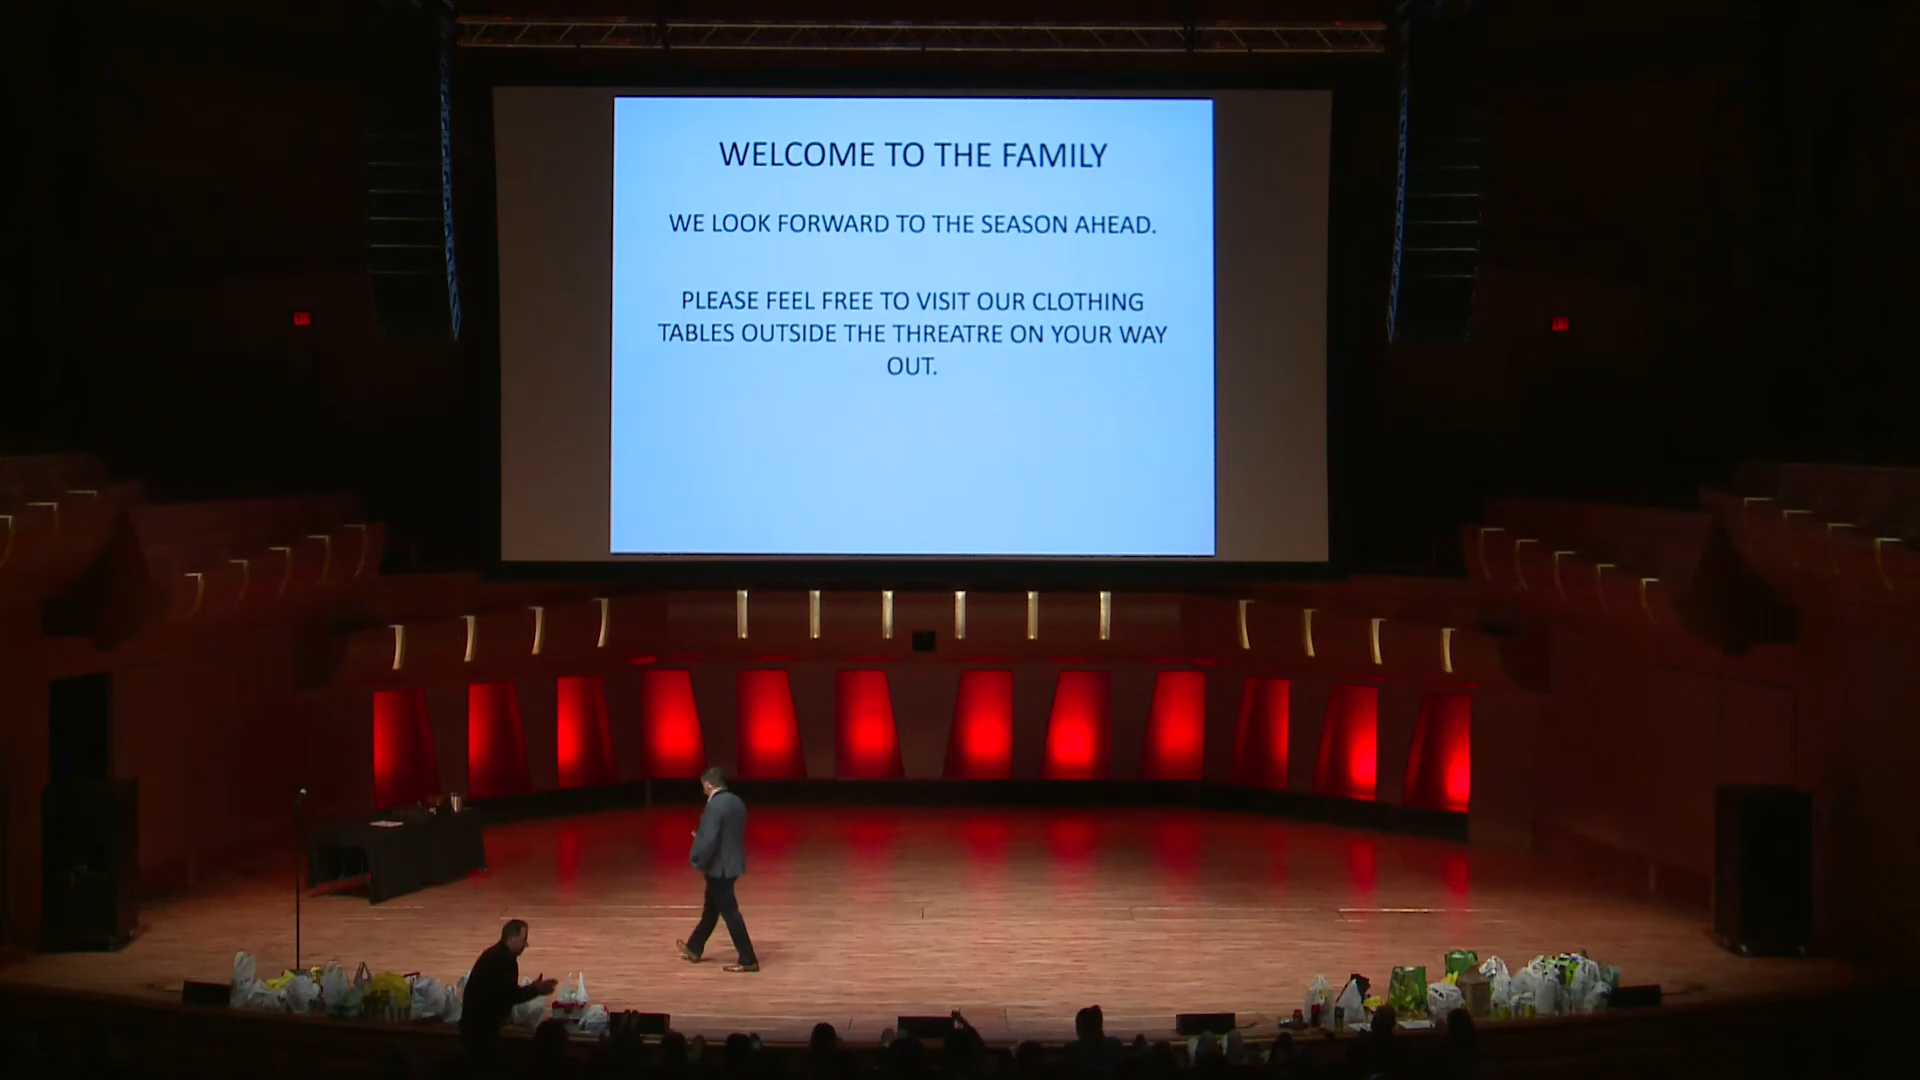 WELCOME TO THE FAMILY
WE LOOK FORWARD TO THE SEASON AHEAD.
PLEASE FEEL FREE TO VISIT OUR CLOTHING
TABLES OUTSIDE THE THREATRE ON YOUR WAY
OUT.